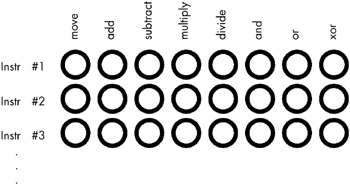 move add subtract multiply divide and or xor
Instr #1
Instr #2
Instr #3
.
.
.